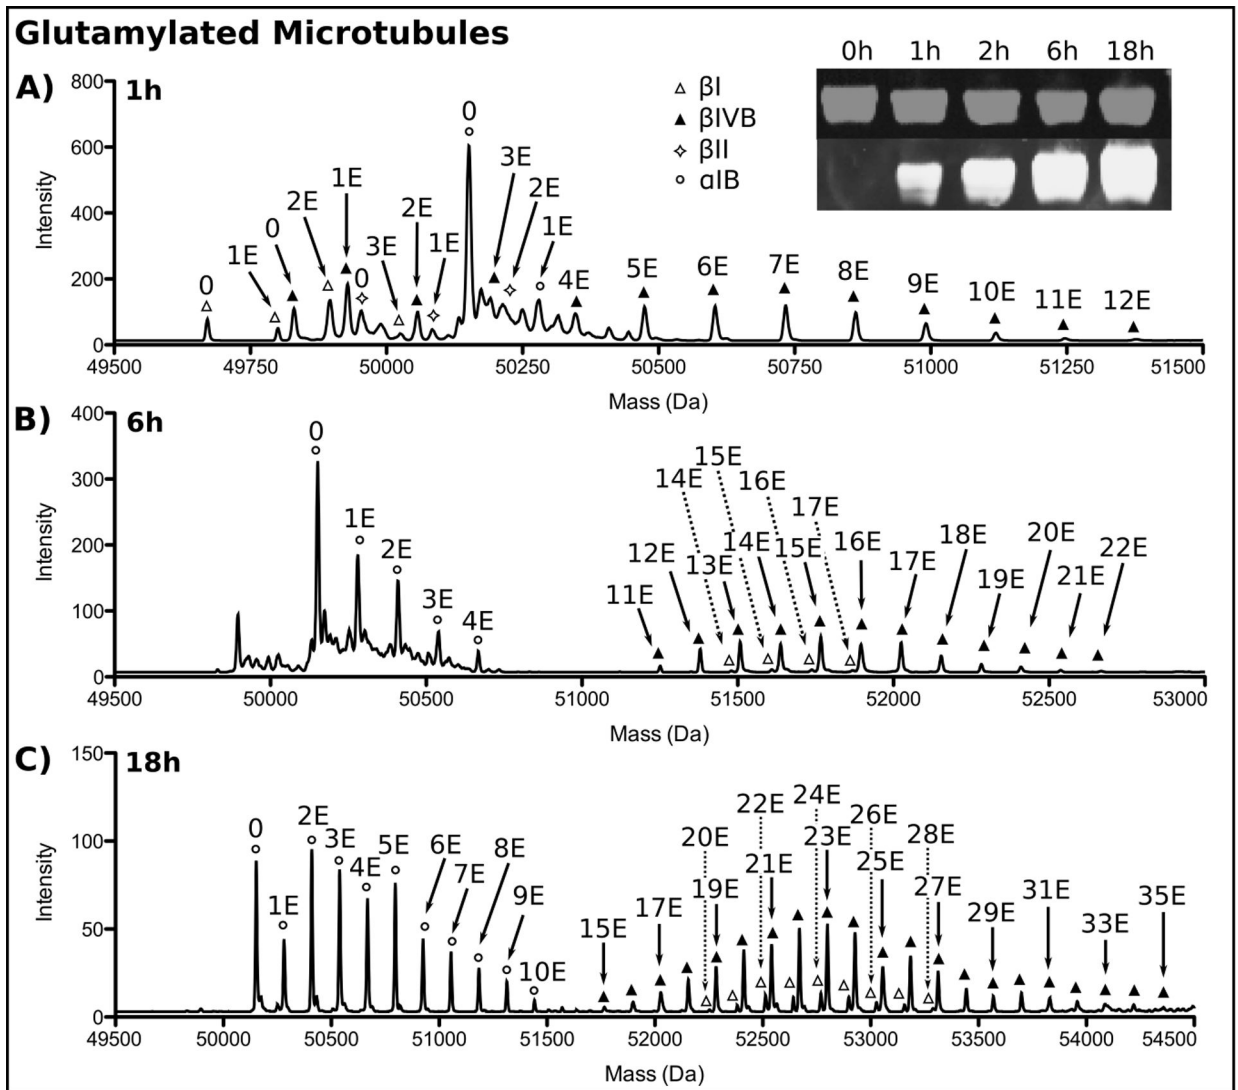 Glutamylated Microtubules
0h 1h 2h 6h 18h
A) 1h
βI
βIVB
βII
αIB
800
600
400
200
0
Intensity
0 1E 0 2E 1E 0 3E 2E 1E 0 3E 2E 1E 4E 5E 6E 7E 8E 9E 10E 11E 12E
49500 49750 50000 50250 50500 50750 51000 51250 51500
Mass (Da)
B) 6h
400
300
200
100
0
Intensity
0 1E 2E 3E 4E
11E 12E 14E 13E 15E 14E 16E 15E 17E 16E 17E 18E 19E 20E 21E 22E
49500 50000 50500 51000 51500 52000 52500 53000
Mass (Da)
C) 18h
150
100
50
0
Intensity
0 1E 2E 3E 4E 5E 6E 7E 8E 9E 10E
15E 17E 20E 19E 22E 21E 24E 23E 26E 25E 28E 27E 29E 31E 33E 35E
49500 50000 50500 51000 51500 52000 52500 53000 53500 54000 54500
Mass (Da)